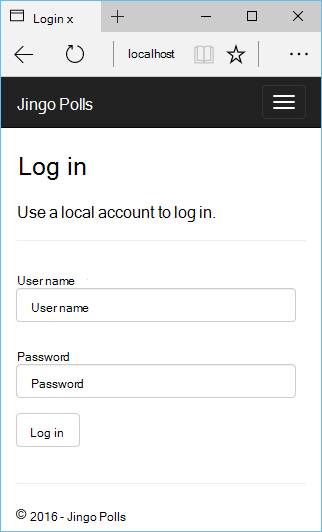 Login x
localhost
Jingo Polls
Log in
Use a local account to log in.
User name
User name
Password
Password
Log in
© 2016 - Jingo Polls